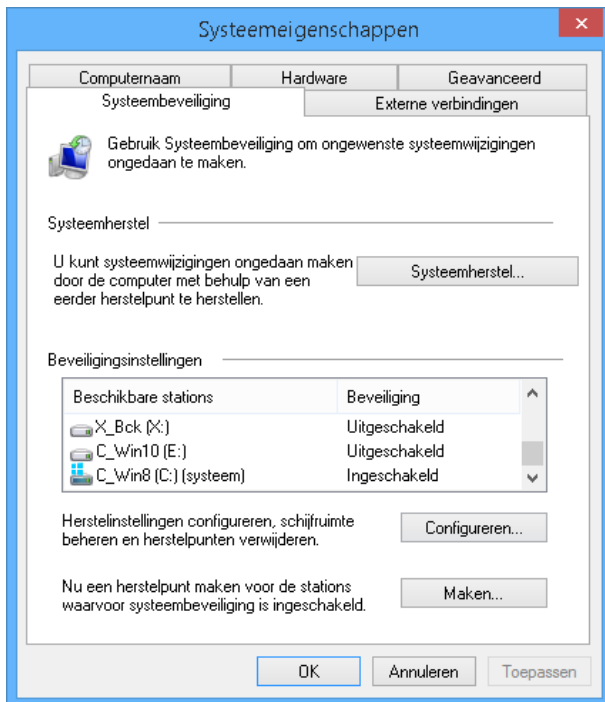 Systeemeigenschappen
Computernaam Hardware Geavanceerd
Systeembeveiliging Externe verbindingen
Gebruik Systeembeveiliging om ongewenste systeemwijzigingen
ongedaan te maken.
Systeemherstel
U kunt systeemwijzigingen ongedaan maken
door de computer met behulp van een
eerder herstelpunt te herstellen.
Systeemherstel...
Beveiligingsinstellingen
Beschikbare stations Beveiliging
X_Bck (X:) Uitgeschakeld
C_Win10 (E:) Uitgeschakeld
C_Win8 (C:) (systeem) Ingeschakeld
Herstelinstellingen configureren, schijfruimte
beheren en herstelpunten verwijderen.
Configureren...
Nu een herstelpunt maken voor de stations
waarvoor systeembeveiliging is ingeschakeld.
Maken...
OK Annuleren Toepassen